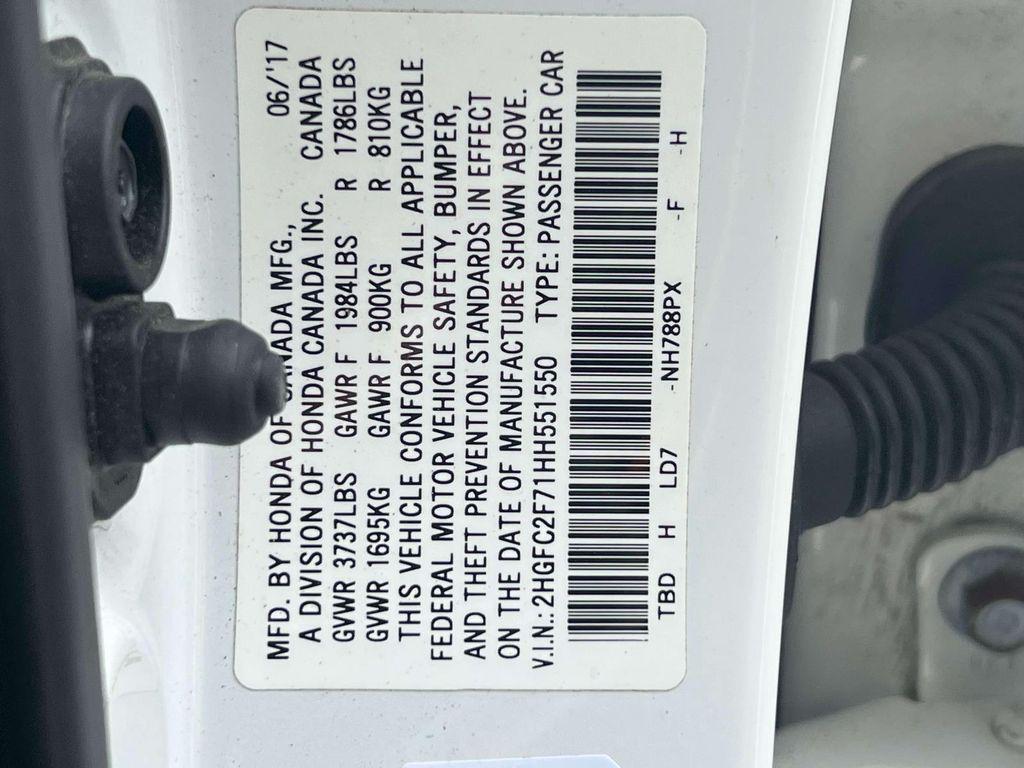 MFD. BY HONDA OF CANADA MFG., 06/'17
A DIVISION OF HONDA CANADA INC. CANADA
GVWR 3737LBS GAWR F 1984LBS R 1786LBS
GVWR 1695KG GAWR F 900KG R 810KG
THIS VEHICLE CONFORMS TO ALL APPLICABLE
FEDERAL MOTOR VEHICLE SAFETY, BUMPER,
AND THEFT PREVENTION STANDARDS IN EFFECT
ON THE DATE OF MANUFACTURE SHOWN ABOVE.
V.I.N.: 2HGFC2F71HH551550 TYPE: PASSENGER CAR
TBD H LD7 -NH788PX -F -H